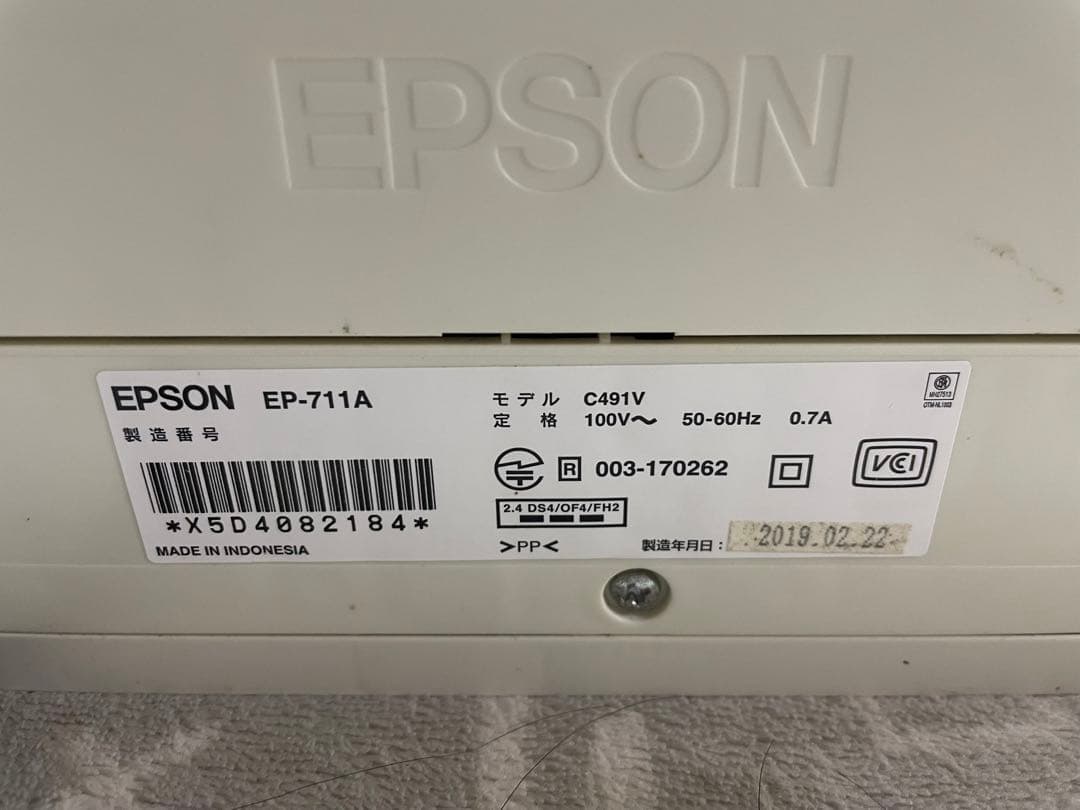 EPSON
EPSON EP-711A
製造番号
*X5D4082184*
MADE IN INDONESIA
モデル C491V
定格 100V〜 50-60Hz 0.7A
R 003-170262
2.4 DS4/OF4/FH2
>PP<
製造年月日: 2019.02.22
VCI